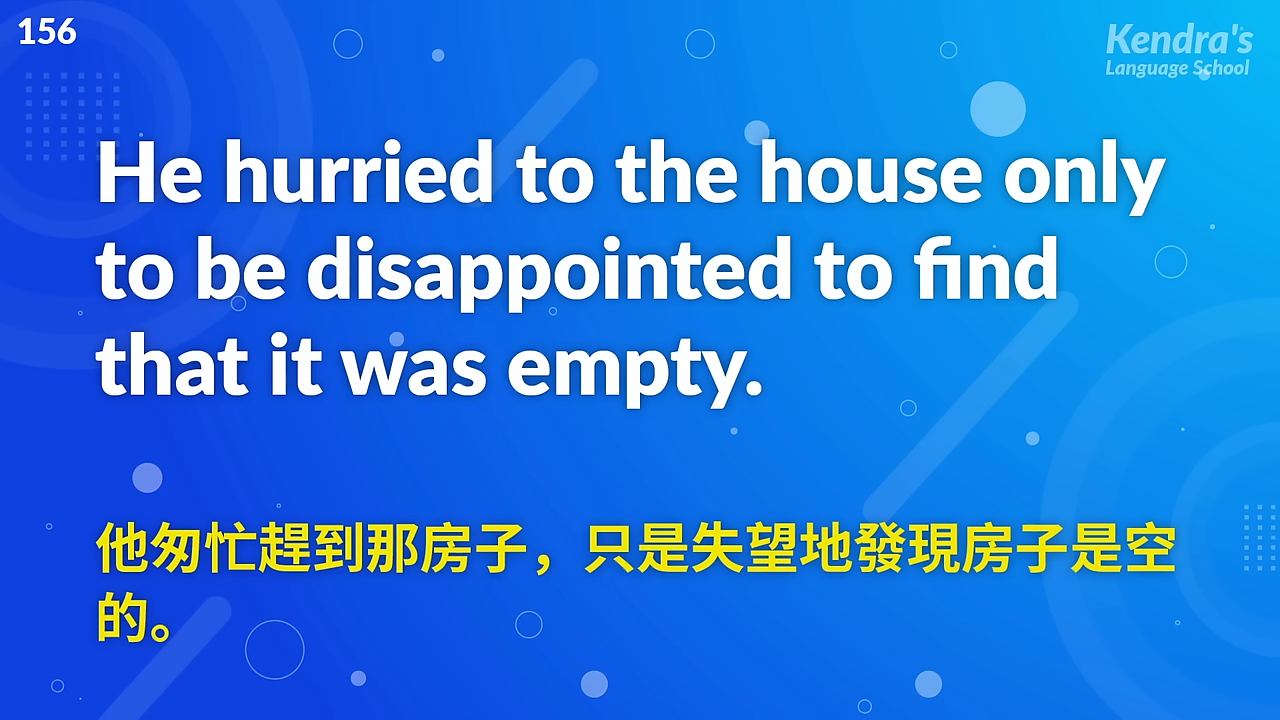 156
Kendra's
Language School
He hurried to the house only
to be disappointed to find
that it was empty.
他匆忙趕到那房子，只是失望地發現房子是空
的。